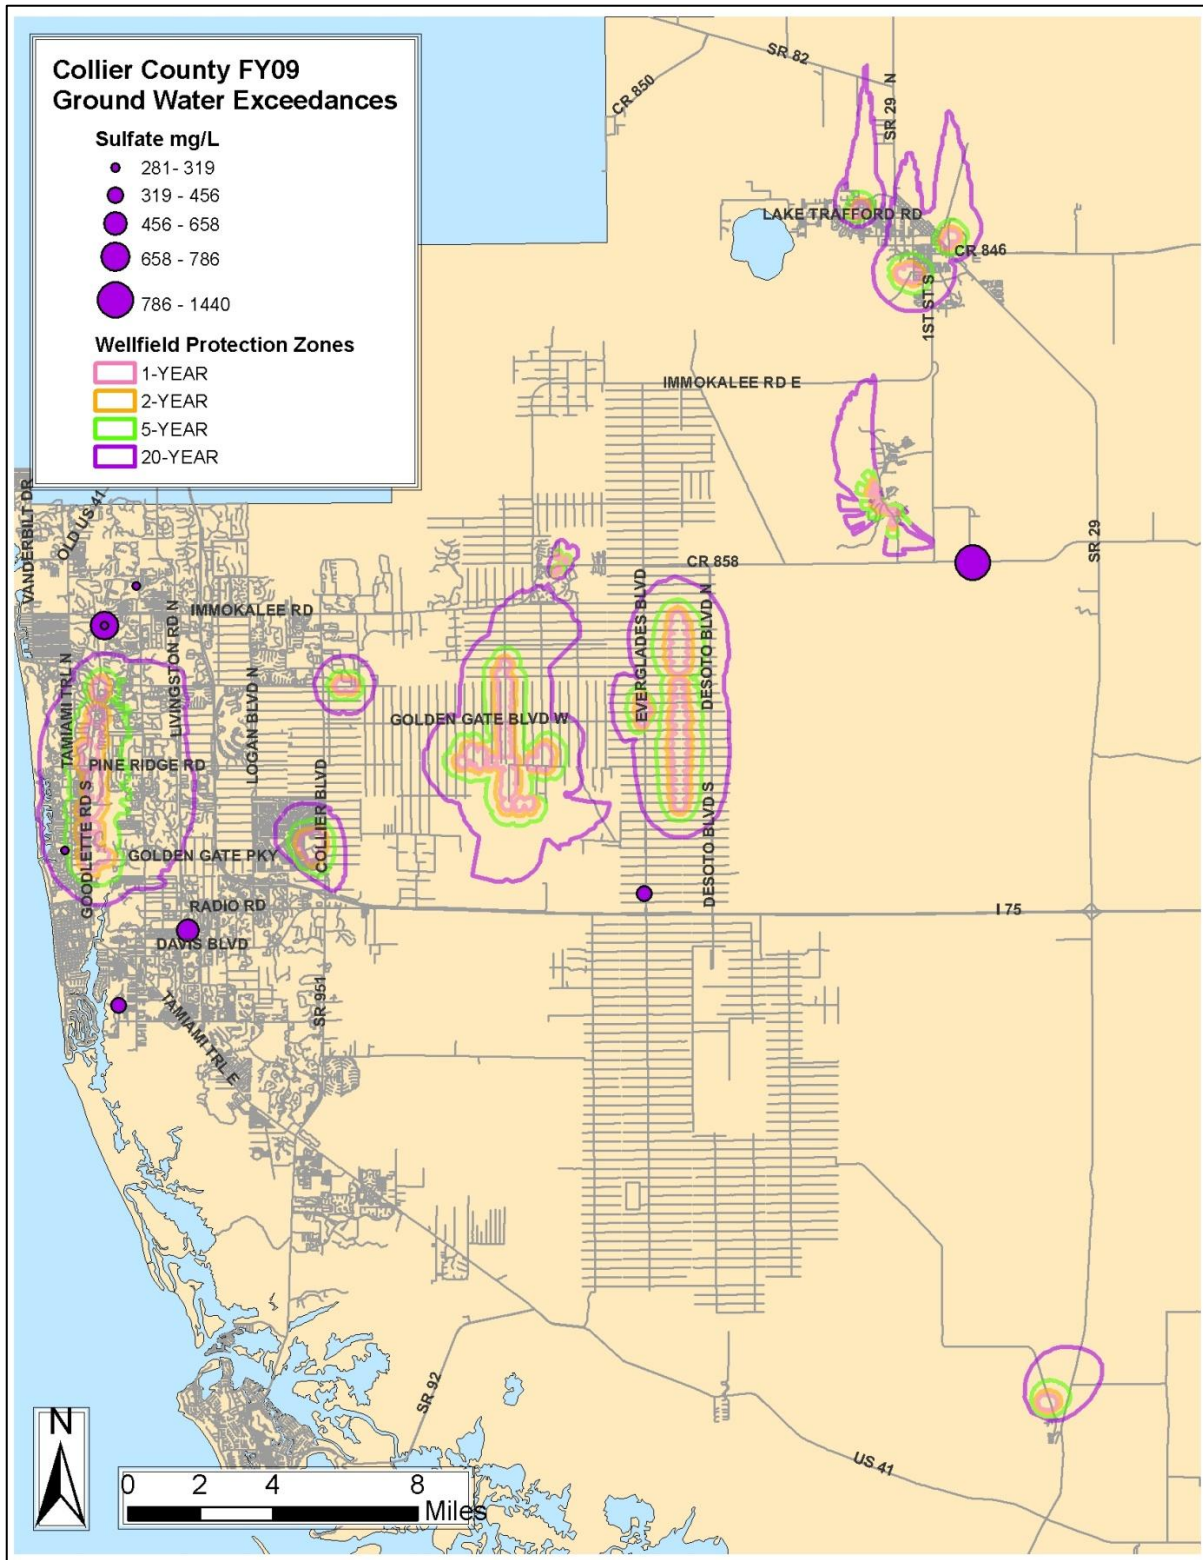 Collier County FY09
Ground Water Exceedances
Sulfate mg/L
281- 319
319 - 456
456 - 658
658 - 786
786 - 1440
Wellfield Protection Zones
1-YEAR
2-YEAR
5-YEAR
20-YEAR
SR 82
CR 850
SR 29 N
LAKE TRAFFORD RD
CR 846
1ST ST S
IMMOKALEE RD E
VANDERBILT DR
OLD US 41
SR 29
CR 858
IMMOKALEE RD
LIVINGSTON RD N
TAMIAMI TRL N
LOGAN BLVD N
EVERGLADES BLVD
DESOTO BLVD N
GOLDEN GATE BLVD W
PINE RIDGE RD
GOODLETTE RD S
COLLIER BLVD
DESOTO BLVD S
GOLDEN GATE PKY
RADIO RD
I 75
DAVIS BLVD
SR 951
TAMIAMI TRL E
SR 92
US 41
N
0 2 4 8
Miles